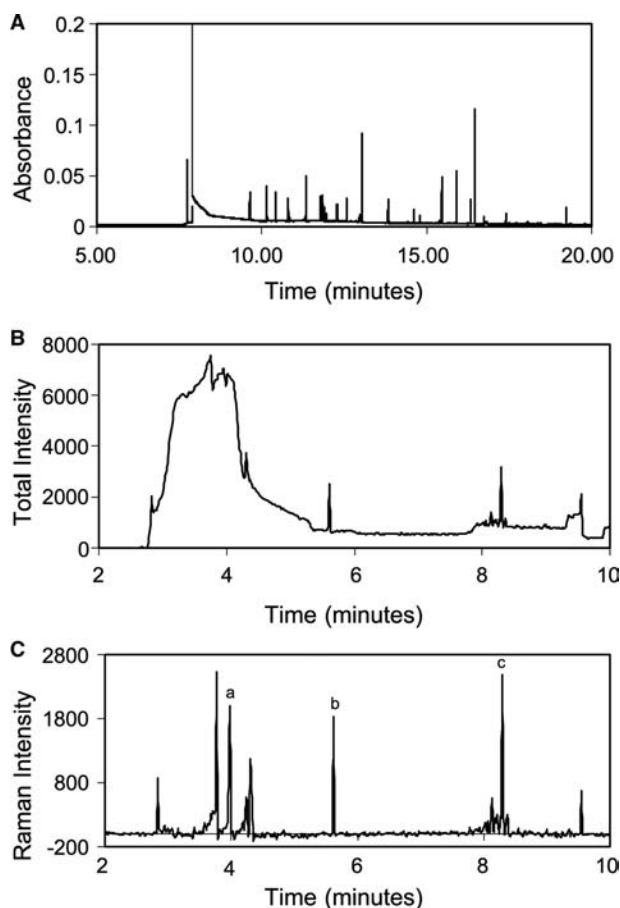 A
0.2
0.15
0.1
0.05
0
Absorbance
5.00 10.00 15.00 20.00
Time (minutes)
B
8000
6000
4000
2000
0
Total Intensity
2 4 6 8 10
Time (minutes)
C
2800
1800
800
-200
Raman Intensity
a
b
c
2 4 6 8 10
Time (minutes)